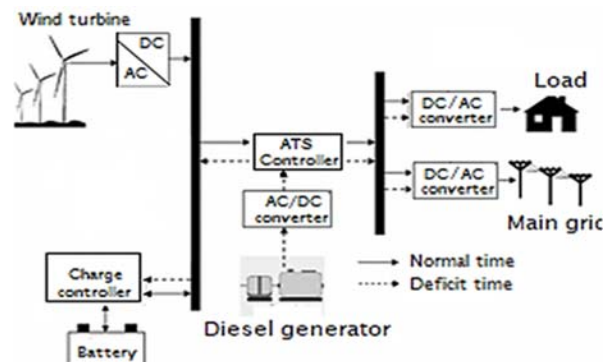 Wind turbine
DC
AC
Load
DC/AC
converter
ATS
Controller
DC/AC
converter
AC/DC
converter
Main grid
Normal time
Deficit time
Charge
controller
Diesel generator
Battery